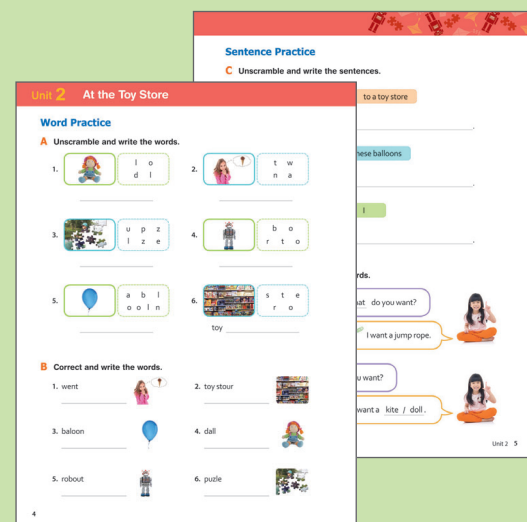 Unit 2 At the Toy Store
Word Practice
A Unscramble and write the words.
1. l o
d l
2. t w
n a
3. u p z
l z e
4. b o
r t o
5. a b l
o o l n
6. s t e
r o
toy
B Correct and write the words.
1. went
2. toy stour
3. baloon
4. dall
5. robout
6. puzle
4
Sentence Practice
C Unscramble and write the sentences.
to a toy store
.
balloons
.
I
.
do you want?
I want a jump rope.
want?
want a kite / doll .
Unit 2 5